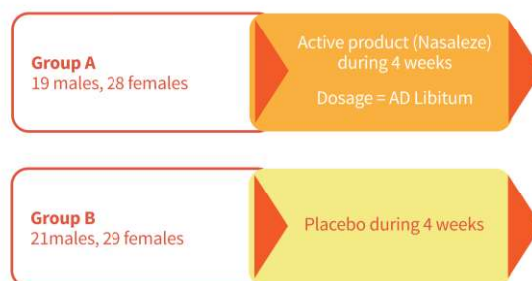 Group A
19 males, 28 females
Active product (Nasaleze)
during 4 weeks
Dosage = AD Libitum
Group B
21males, 29 females
Placebo during 4 weeks